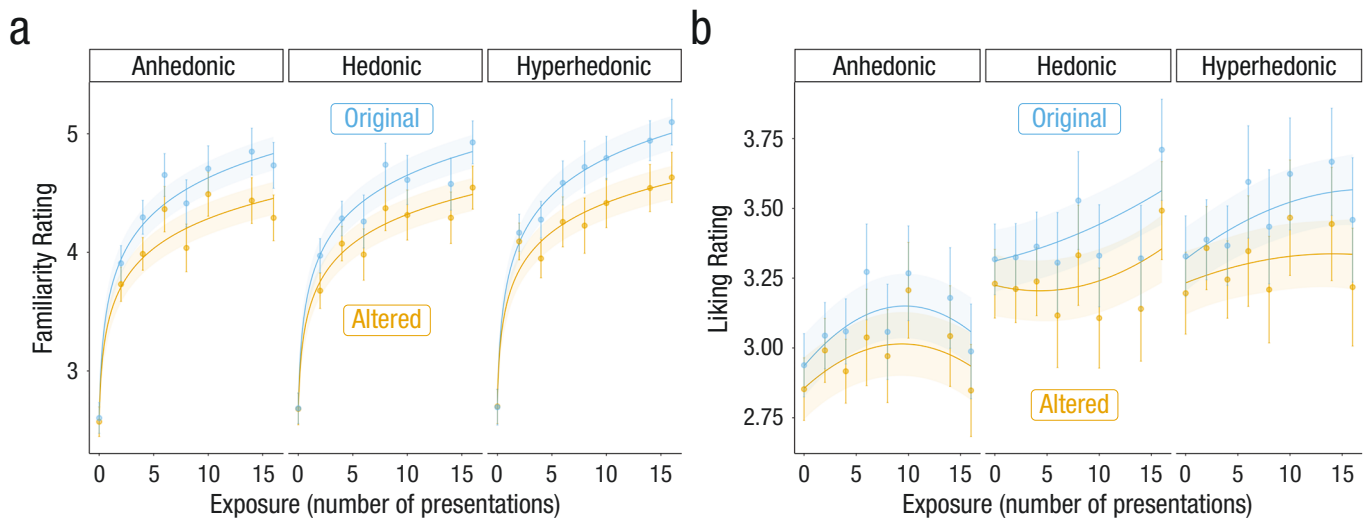 a
Anhedonic
Hedonic
Hyperhedonic
Original
Altered
Familiarity Rating
5
4
3
0 5 10 15 0 5 10 15 0 5 10 15
Exposure (number of presentations)
b
Anhedonic
Hedonic
Hyperhedonic
Original
Altered
Liking Rating
3.75
3.50
3.25
3.00
2.75
0 5 10 15 0 5 10 15 0 5 10 15
Exposure (number of presentations)